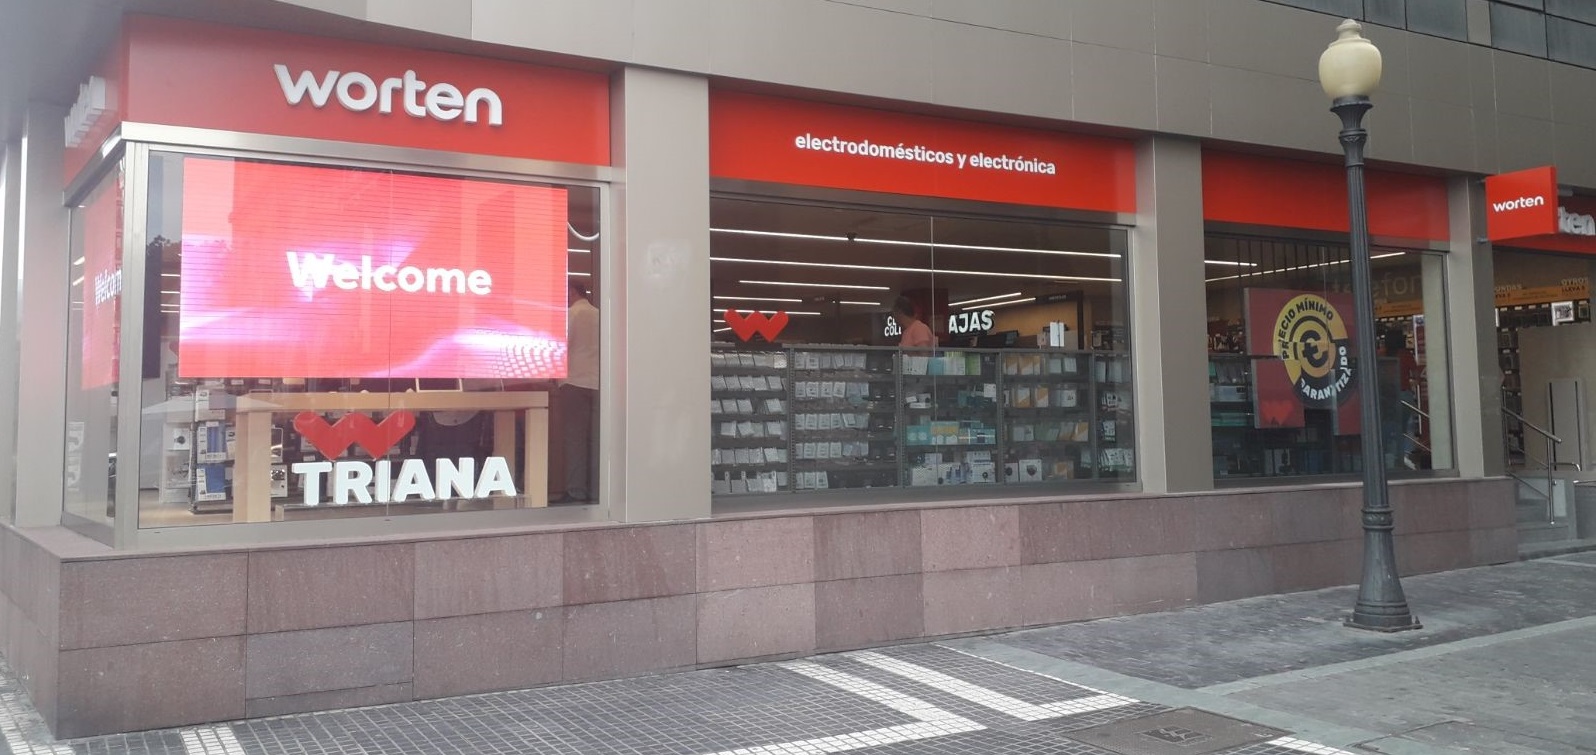 worten
electrodomésticos y electrónica
worten
Welcome
TRIANA
AJAS
PRECIO MÍNIMO
GARANTIZADO